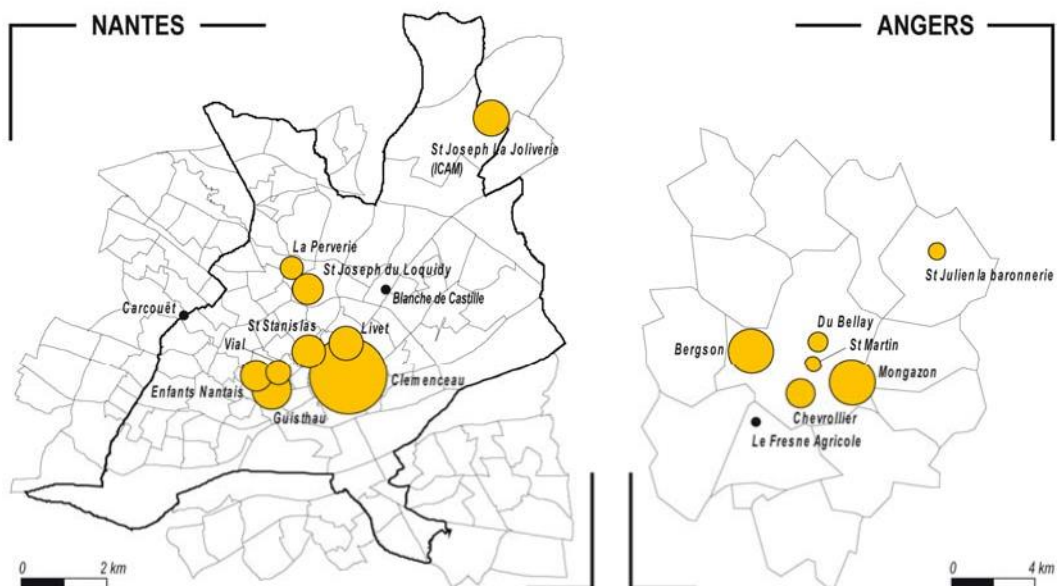 NANTES
St Joseph La Joliverie
(ICAM)
La Perverie
St Joseph du Loquidy
Blanche de Castille
Carcouët
St Stanislas
Livet
Vial
Clemenceau
Enfants Nantais
Guisthau
0 2 km
ANGERS
St Julien la baronnerie
Du Bellay
St Martin
Bergson
Mongazon
Chevrollier
Le Fresne Agricole
0 4 km